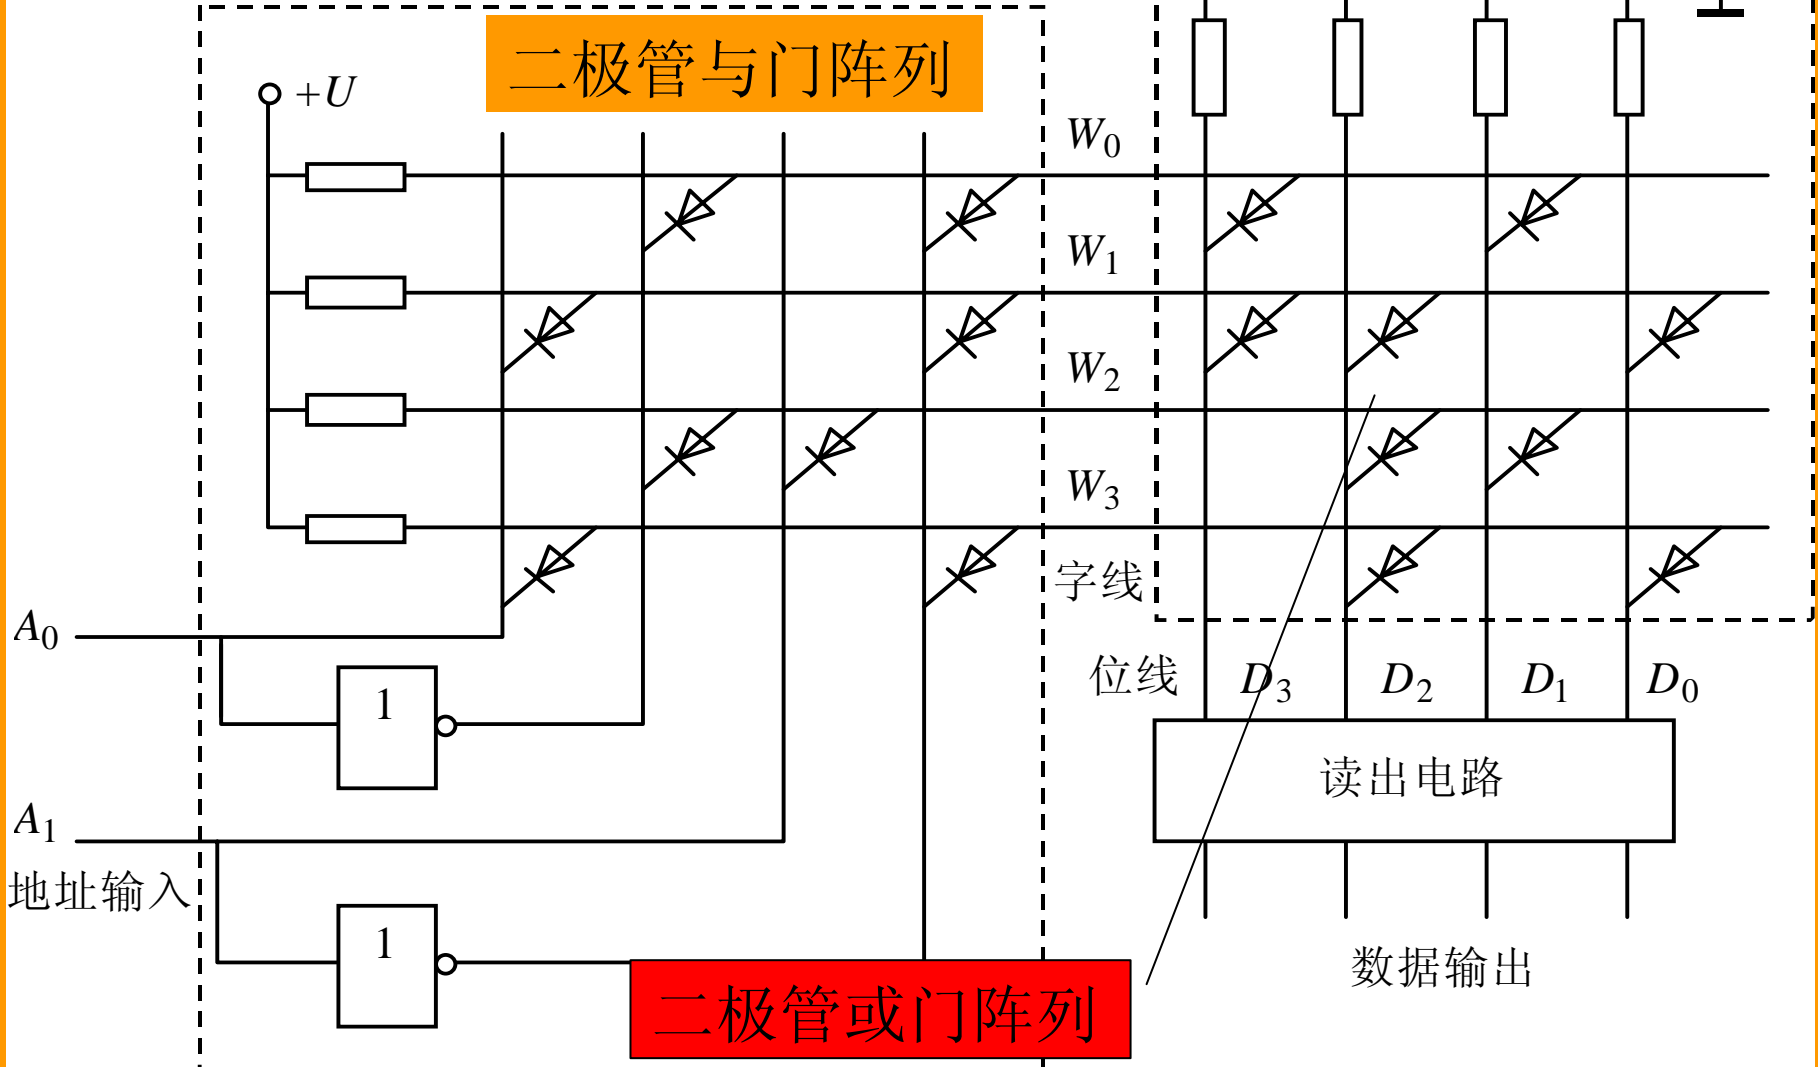 二极管与门阵列
+U
W0
W1
W2
W3
字线
A0
1
位线
D3 D2 D1 D0
读出电路
A1
地址输入
1
数据输出
二极管或门阵列